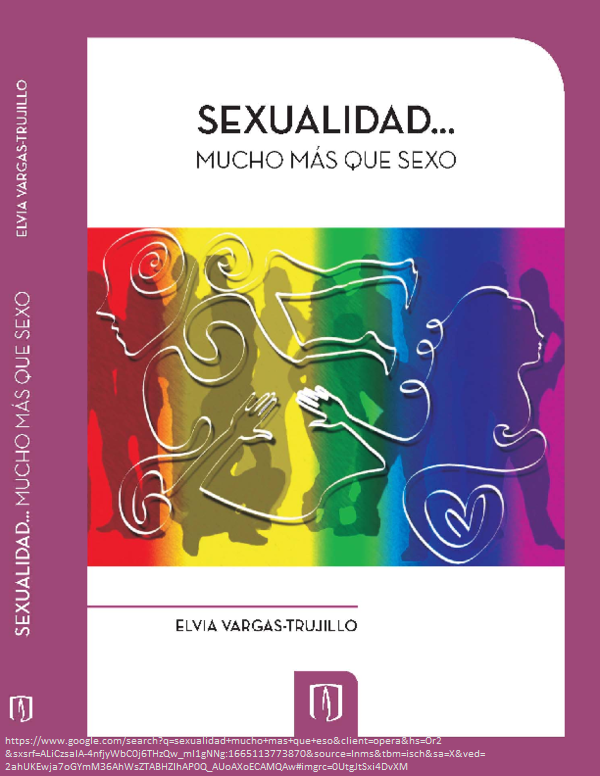 ELVIA VARGAS-TRUJILLO
SEXUALIDAD... MUCHO MÁS QUE SEXO
SEXUALIDAD...
MUCHO MÁS QUE SEXO
ELVIA VARGAS-TRUJILLO
https://www.google.com/search?q=sexualidad+mucho+mas+que+eso&client=opera&hs=Or2
&sxsrf=ALiCzsaIA-4nfjyWbC0j6THzQw_mI1gNNg:1665113773870&source=lnms&tbm=isch&sa=X&ved=
2ahUKEwja7oGYmM36AhWsZTABHZIhAP0Q_AUoAXoECAMQAw#imgrc=0UtgJtSxi4DvXM